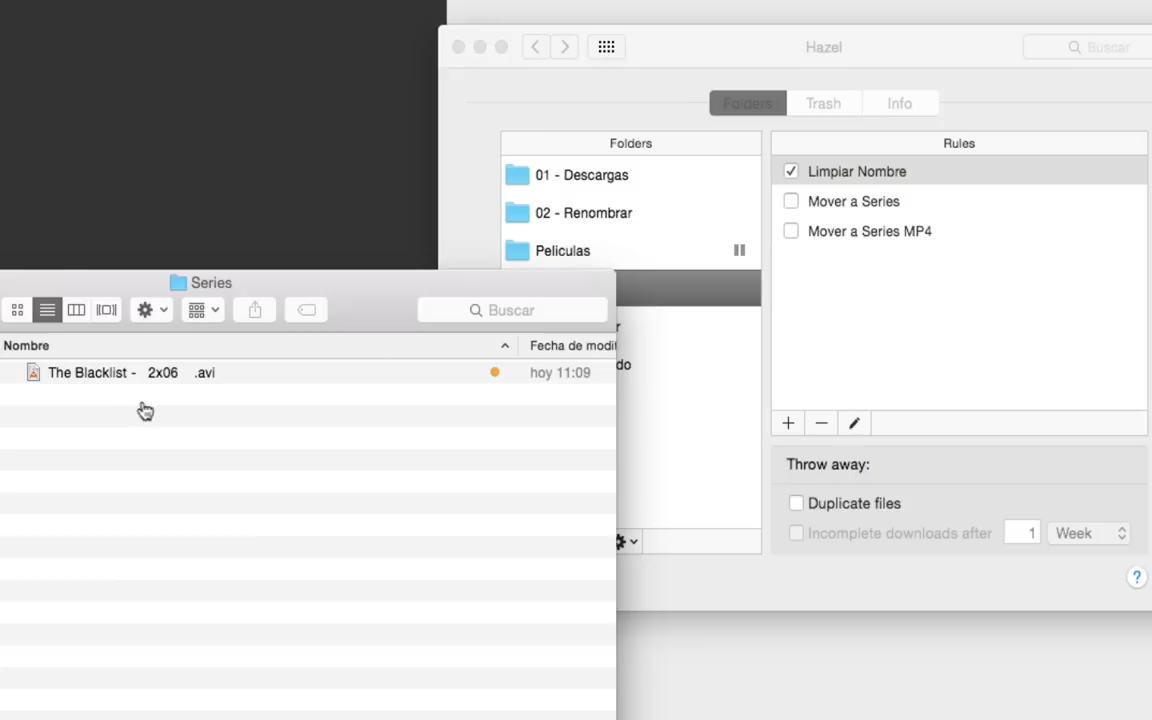 Hazel
Buscar
Folders
Trash
Info
Folders
01 - Descargas
02 - Renombrar
Peliculas
Rules
Limpiar Nombre
Mover a Series
Mover a Series MP4
Throw away:
Duplicate files
Incomplete downloads after 1 Week
?
Series
Buscar
Nombre
Fecha de modi
The Blacklist -   2x06   .avi
hoy 11:09